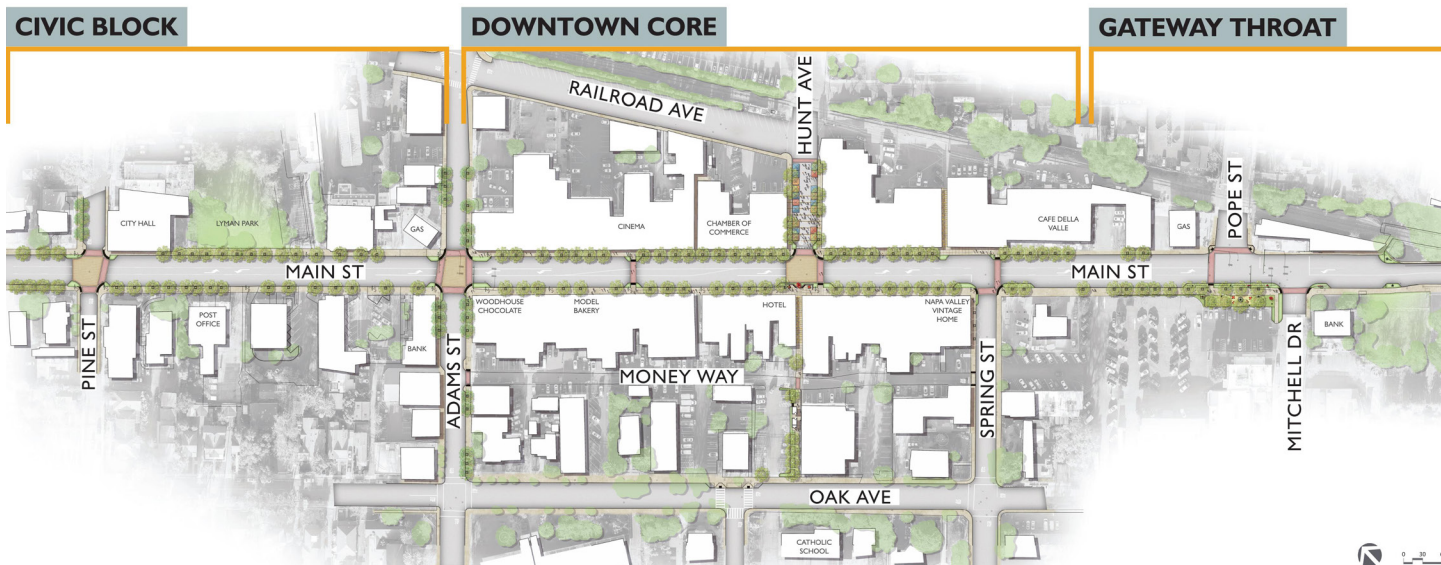 CIVIC BLOCK
DOWNTOWN CORE
GATEWAY THROAT
RAILROAD AVE
HUNT AVE
POPE ST
CITY HALL
LYMAN PARK
GAS
CINEMA
CHAMBER OF
COMMERCE
CAFE DELLA
VALLE
GAS
MAIN ST
MAIN ST
PINE ST
POST
OFFICE
BANK
ADAMS ST
WOODHOUSE
CHOCOLATE
MODEL
BAKERY
HOTEL
NAPA VALLEY
VINTAGE
HOME
SPRING ST
MITCHELL DR
BANK
MONEY WAY
OAK AVE
CATHOLIC
SCHOOL
0 30